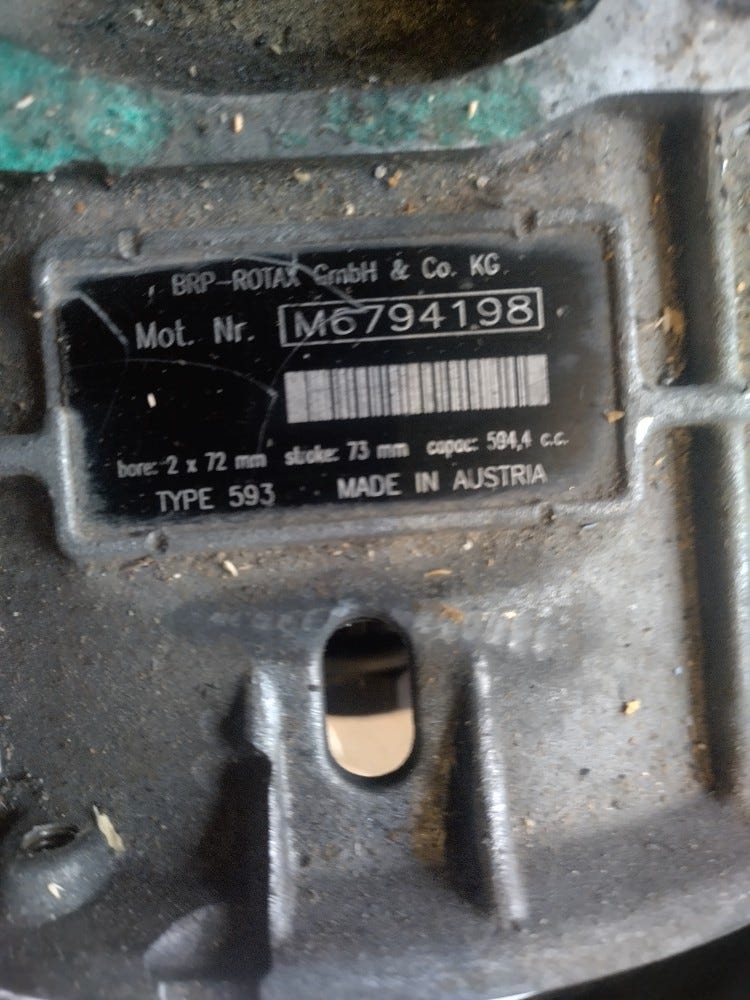 BRP-ROTAX GmbH & Co. KG
Mot. Nr. M6794198
bore: 2 x 72 mm stroke: 73 mm capac: 594,4 c.c.
TYPE 593 MADE IN AUSTRIA